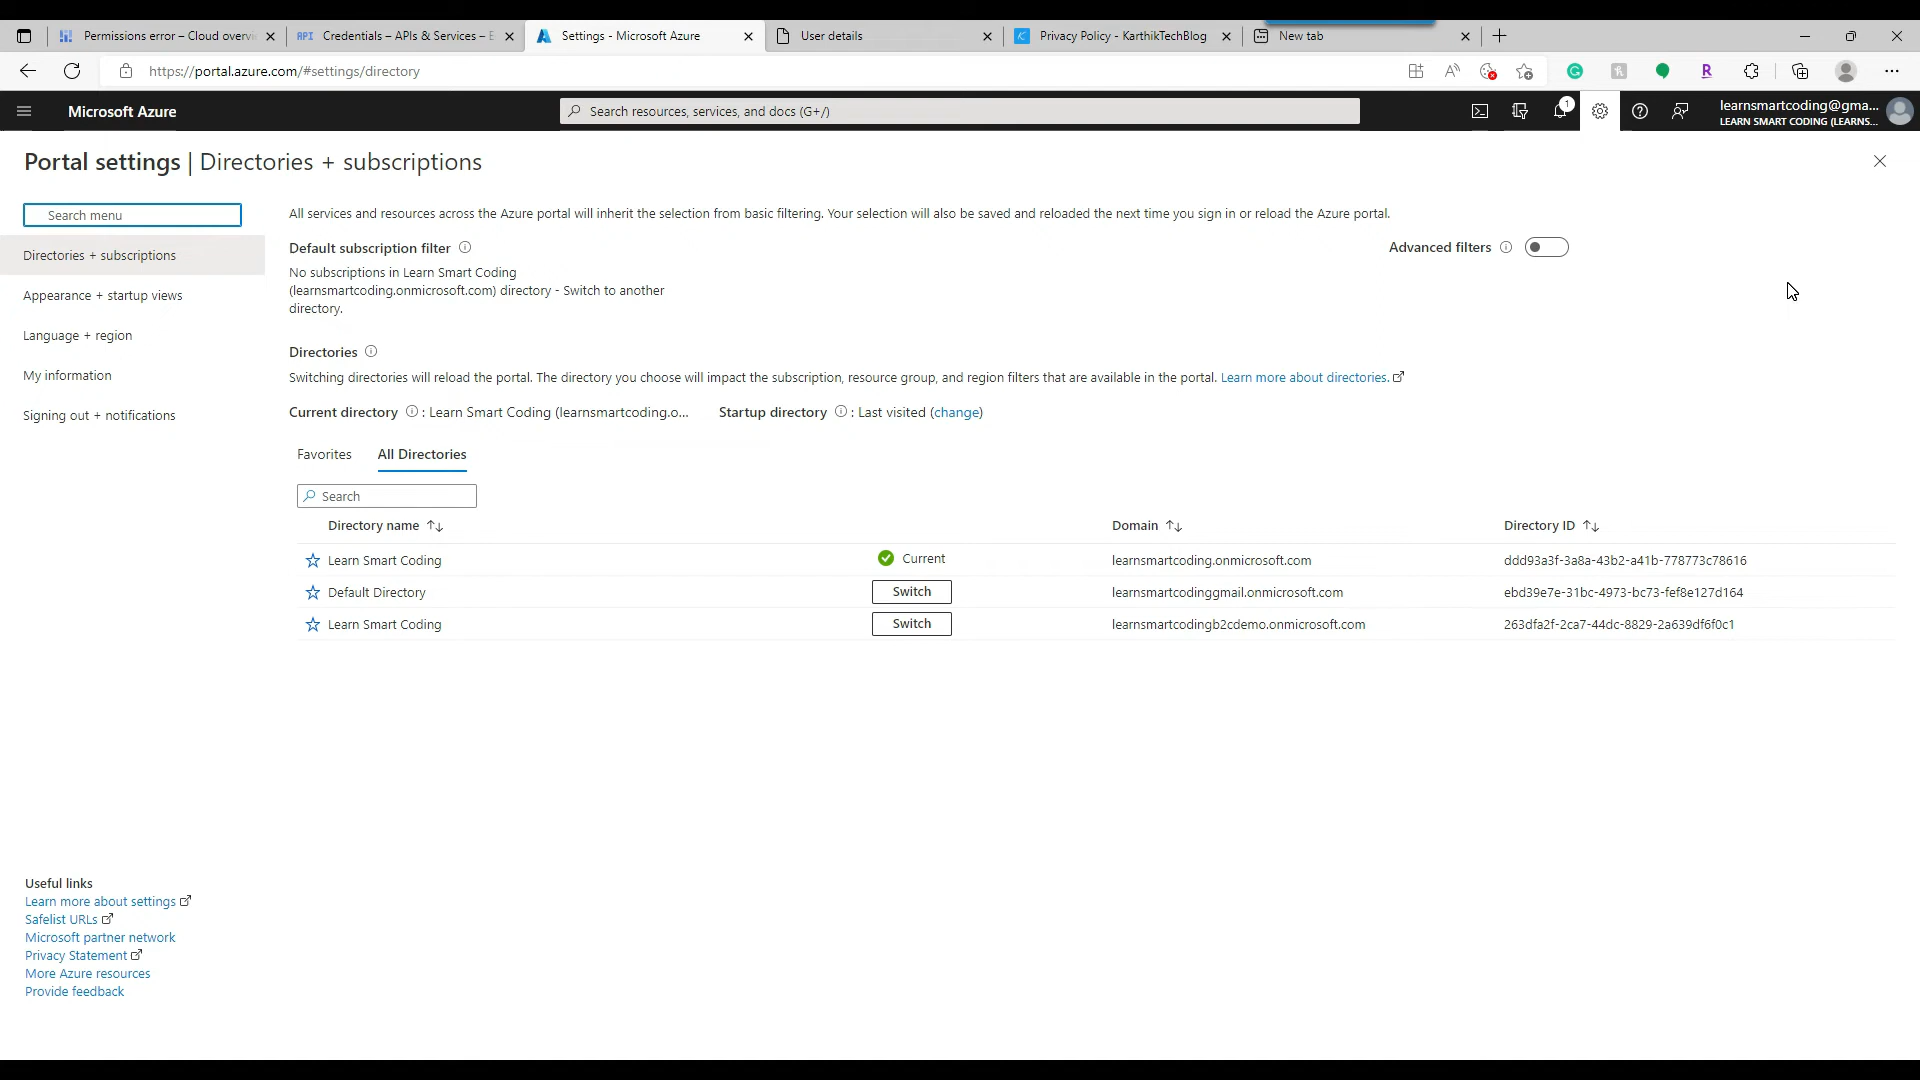 Permissions error – Cloud overvi
Credentials – APIs & Services – E
Settings - Microsoft Azure
User details
Privacy Policy - KarthikTechBlog
New tab
https://portal.azure.com/#settings/directory
Microsoft Azure
Search resources, services, and docs (G+/)
1
learnsmartcoding@gma...
LEARN SMART CODING (LEARNS...
Portal settings | Directories + subscriptions
Search menu
Directories + subscriptions
Appearance + startup views
Language + region
My information
Signing out + notifications
All services and resources across the Azure portal will inherit the selection from basic filtering. Your selection will also be saved and reloaded the next time you sign in or reload the Azure portal.
Default subscription filter
Advanced filters
No subscriptions in Learn Smart Coding
(learnsmartcoding.onmicrosoft.com) directory - Switch to another
directory.
Directories
Switching directories will reload the portal. The directory you choose will impact the subscription, resource group, and region filters that are available in the portal. Learn more about directories.
Current directory : Learn Smart Coding (learnsmartcoding.o...
Startup directory : Last visited (change)
Favorites
All Directories
Search
Directory name
Domain
Directory ID
Learn Smart Coding Current learnsmartcoding.onmicrosoft.com ddd93a3f-3a8a-43b2-a41b-778773c78616
Default Directory Switch learnsmartcodinggmail.onmicrosoft.com ebd39e7e-31bc-4973-bc73-fef8e127d164
Learn Smart Coding Switch learnsmartcodingb2cdemo.onmicrosoft.com 263dfa2f-2ca7-44dc-8829-2a639df6f0c1
Useful links
Learn more about settings
Safelist URLs
Microsoft partner network
Privacy Statement
More Azure resources
Provide feedback